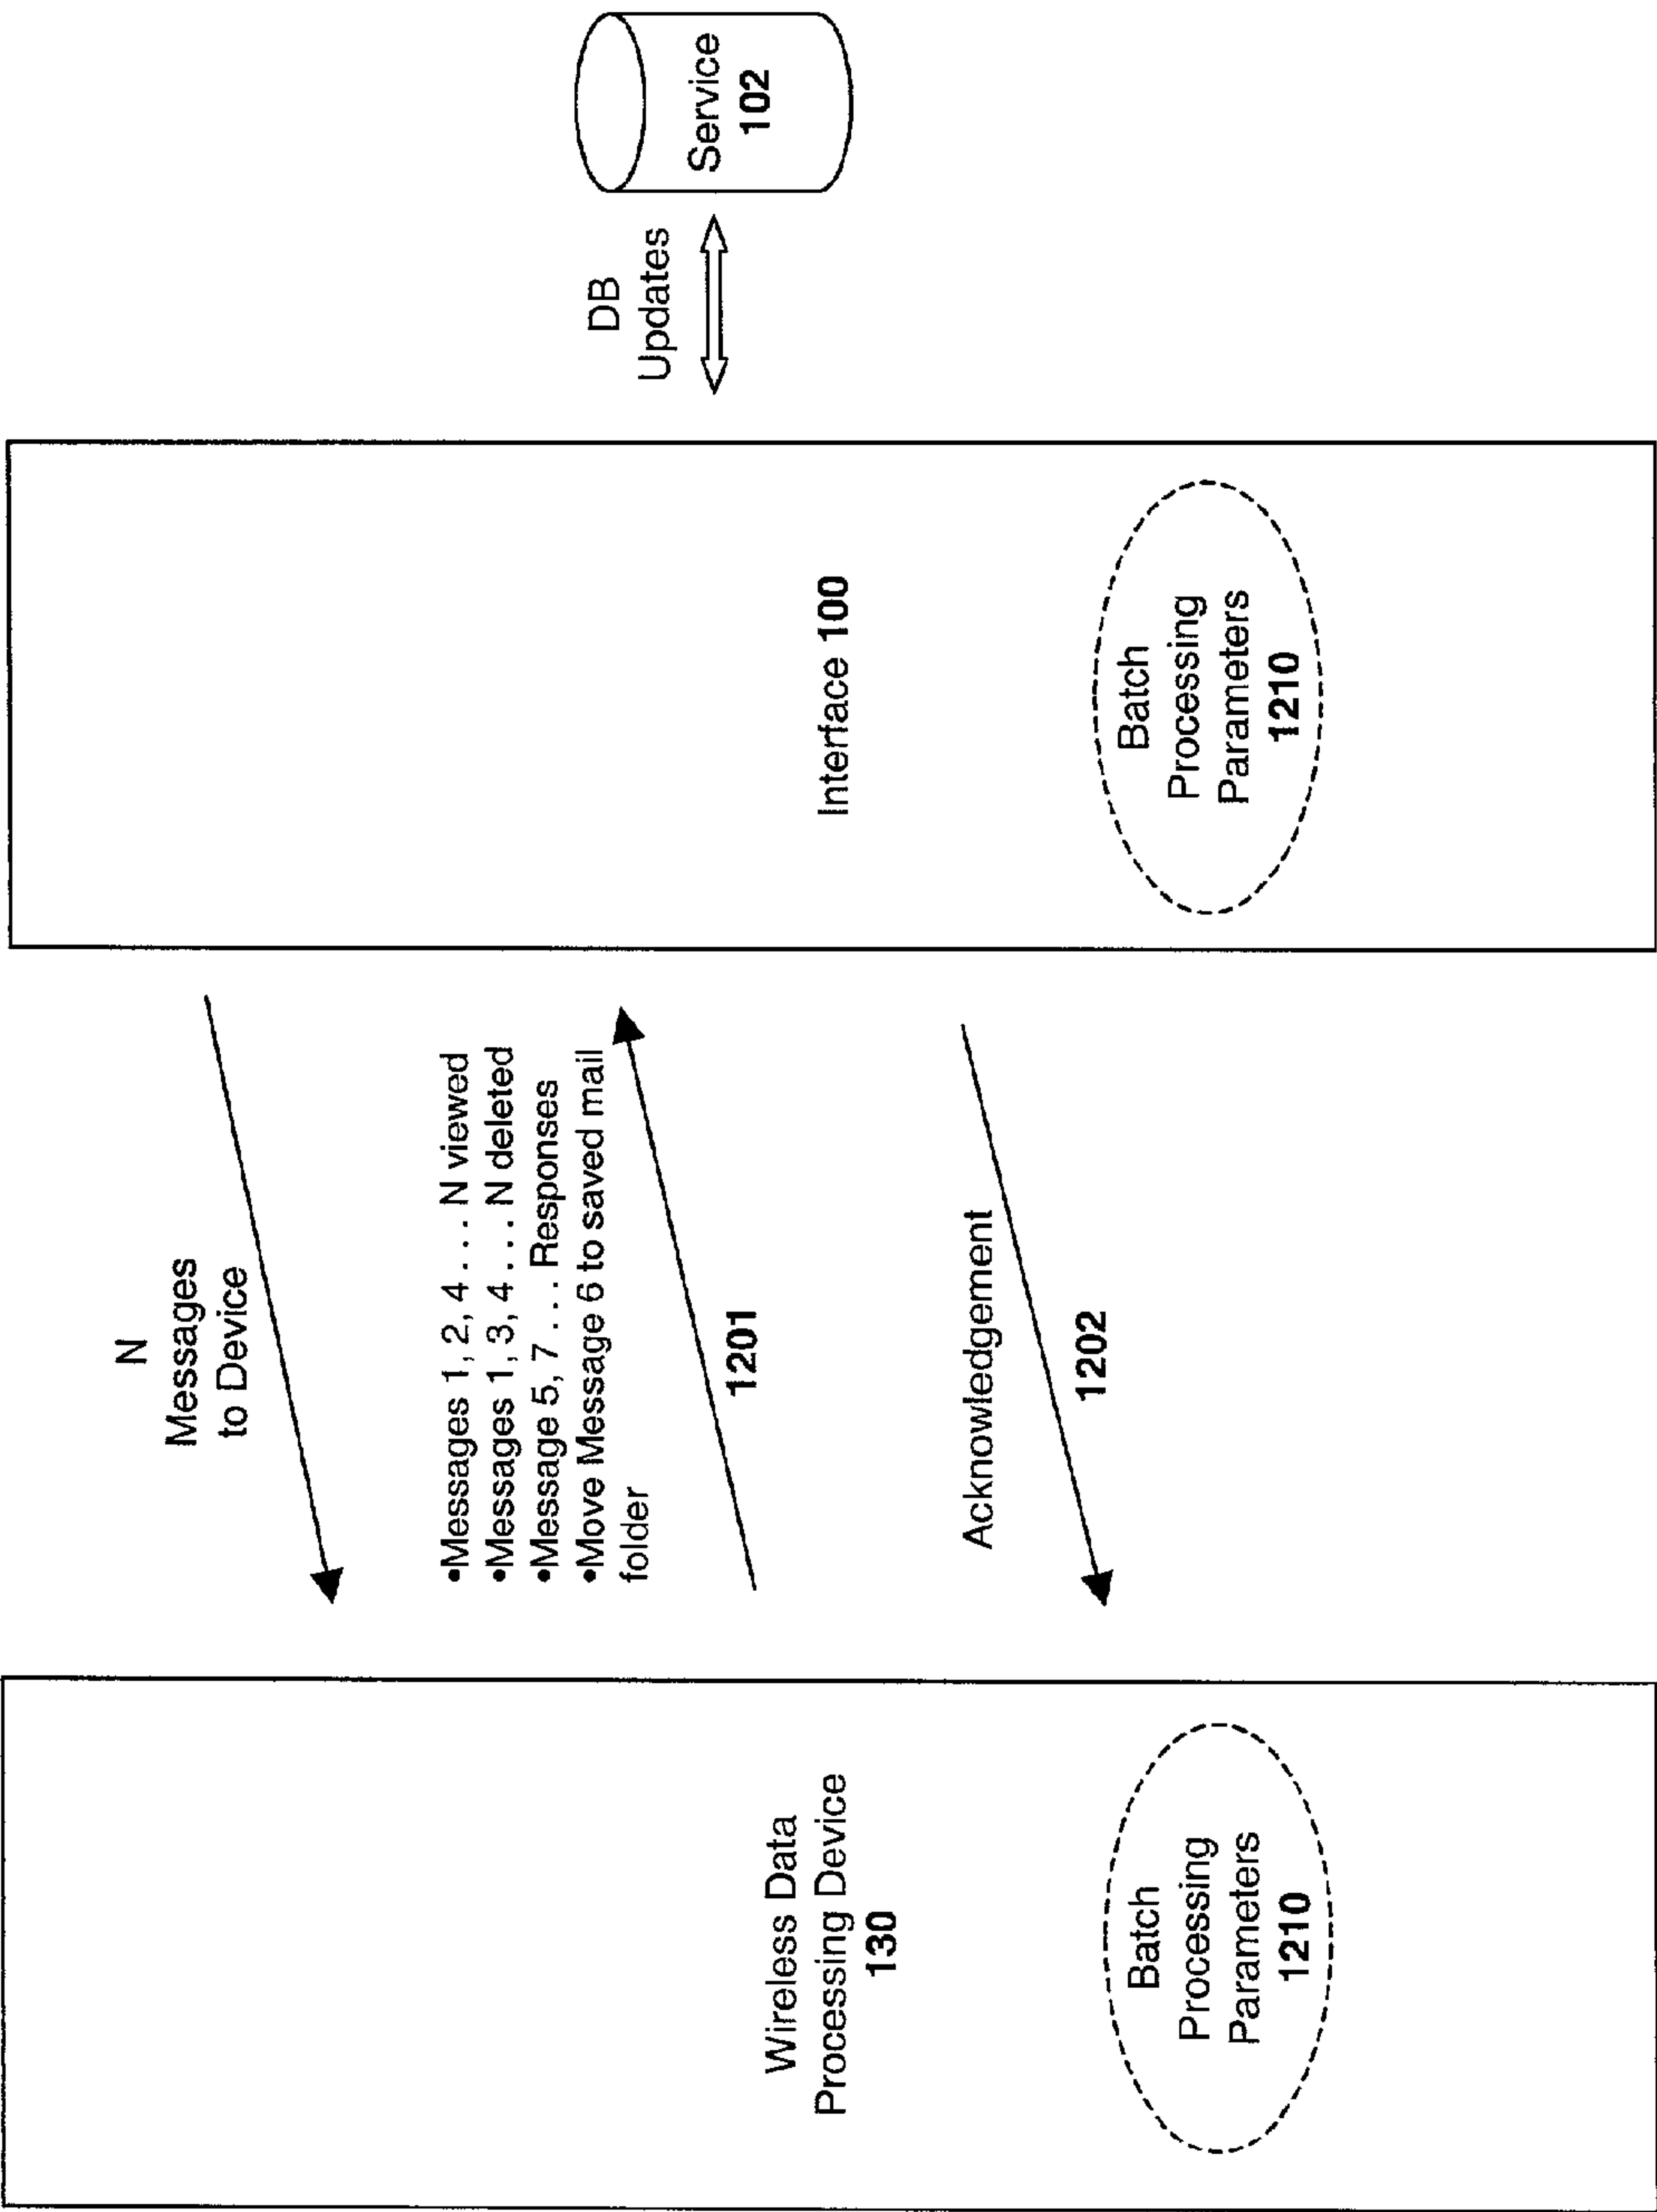 N
Messages
to Device
•Messages 1, 2, 4 . . . N viewed
•Messages 1, 3, 4 . . . N deleted
•Message 5, 7 . . . Responses
•Move Message 6 to saved mail
folder
1201
Acknowledgement
1202
Wireless Data
Processing Device
130
Batch
Processing
Parameters
1210
Interface 100
Batch
Processing
Parameters
1210
DB
Updates
Service
102